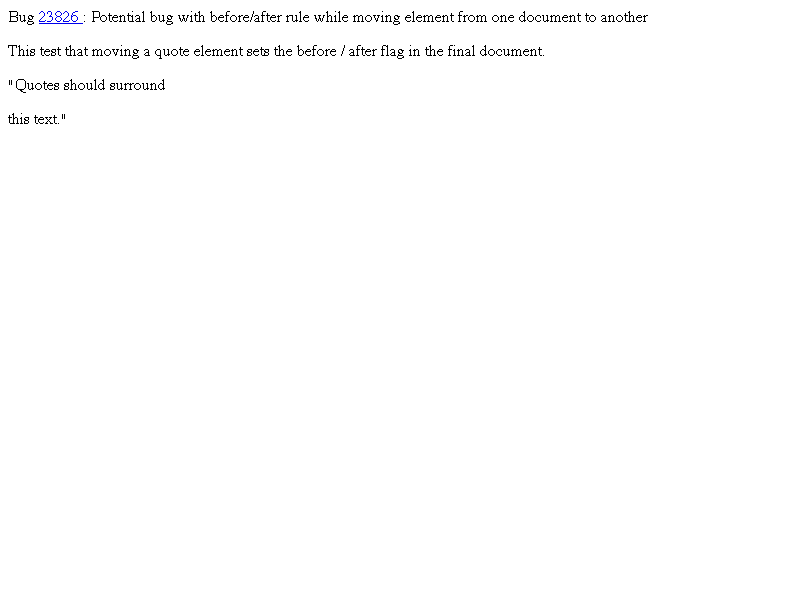 Bug 23826 : Potential bug with before/after rule while moving element from one document to another
This test that moving a quote element sets the before / after flag in the final document.
"Quotes should surround
this text."